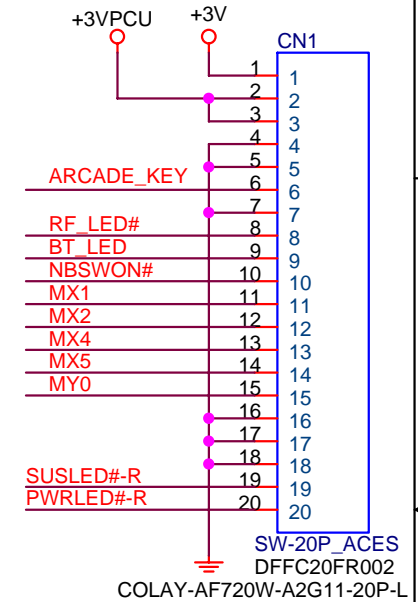 +3VPCU +3V
CN1
1 1
2 2
3 3
4 4
5 5
ARCADE_KEY 6 6
7 7
RF_LED# 8 8
BT_LED 9 9
NBSWON# 10 10
MX1 11 11
MX2 12 12
MX4 13 13
MX5 14 14
MY0 15 15
16 16
17 17
18 18
SUSLED#-R 19 19
PWRLED#-R 20 20
SW-20P_ACES
DFFC20FR002
COLAY-AF720W-A2G11-20P-L